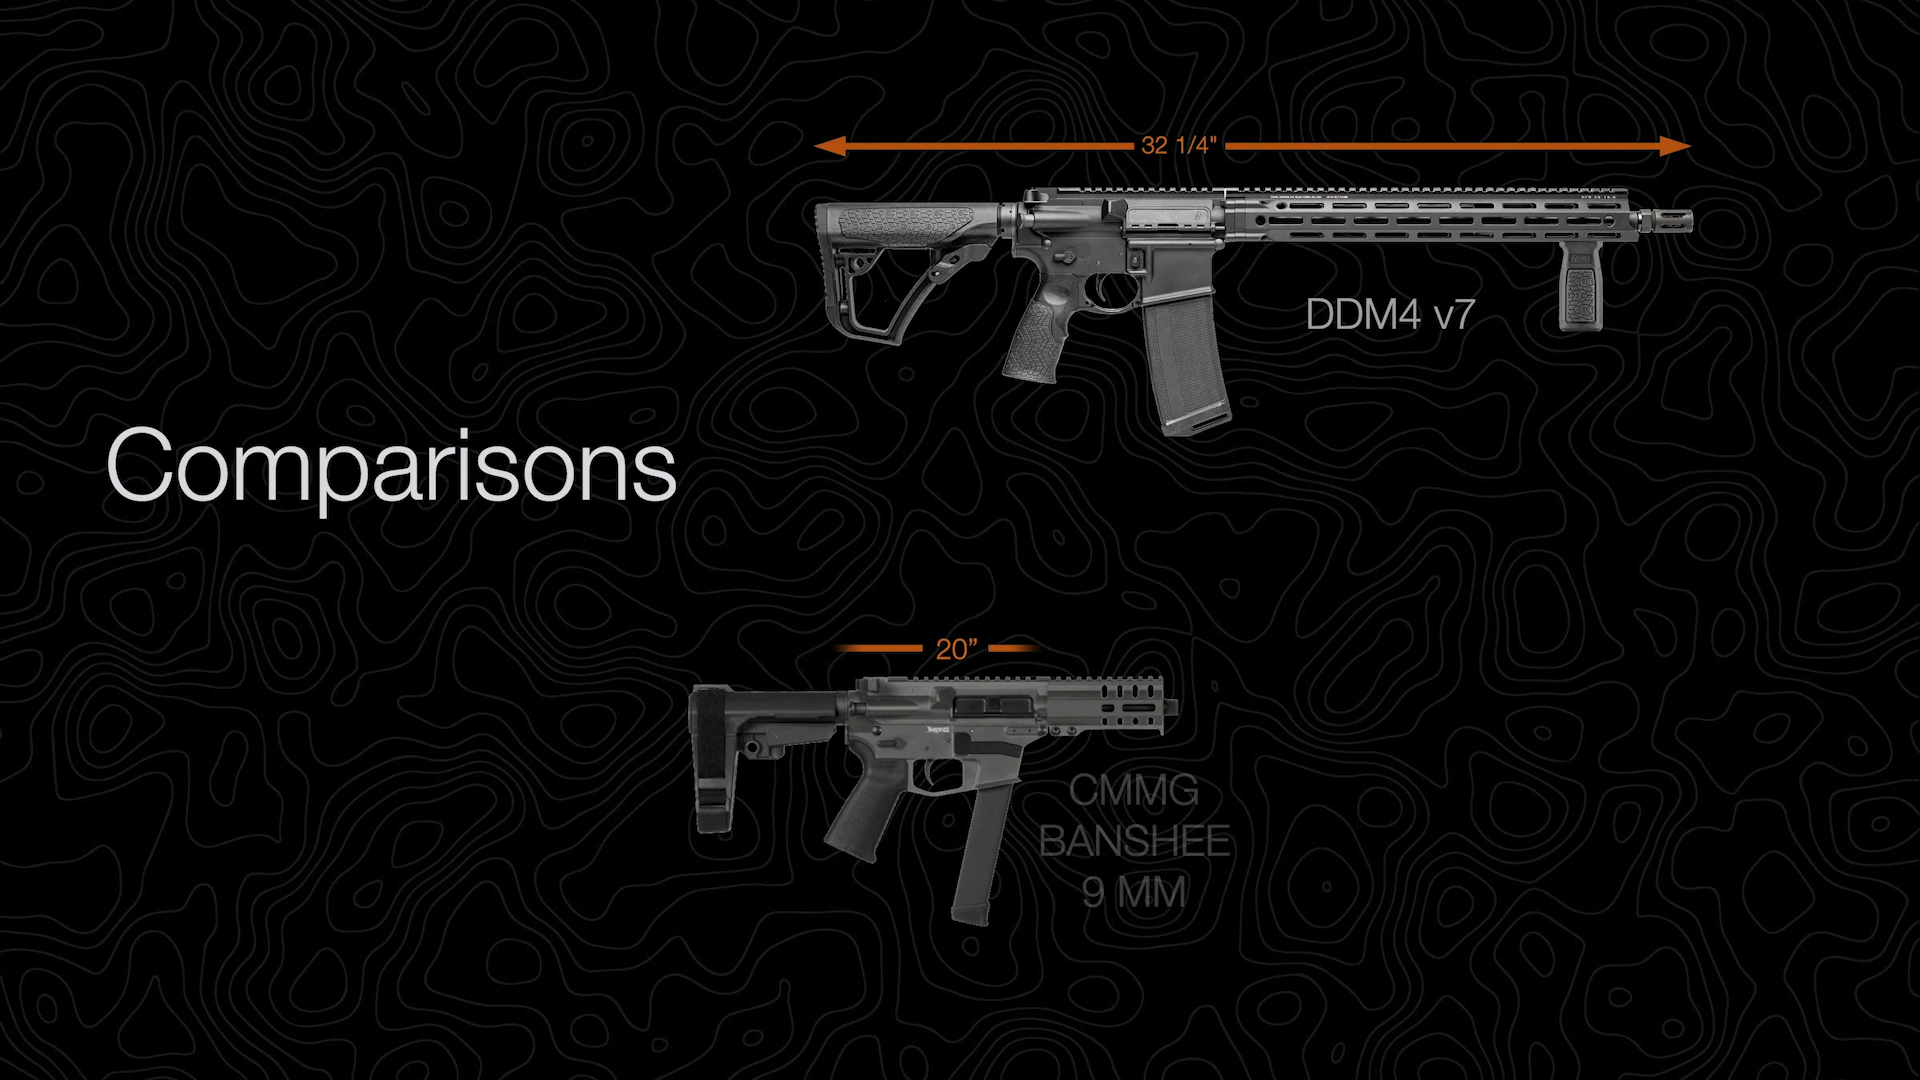 32 1/4"
DDM4 v7
Comparisons
20”
CMMG
BANSHEE
9 MM